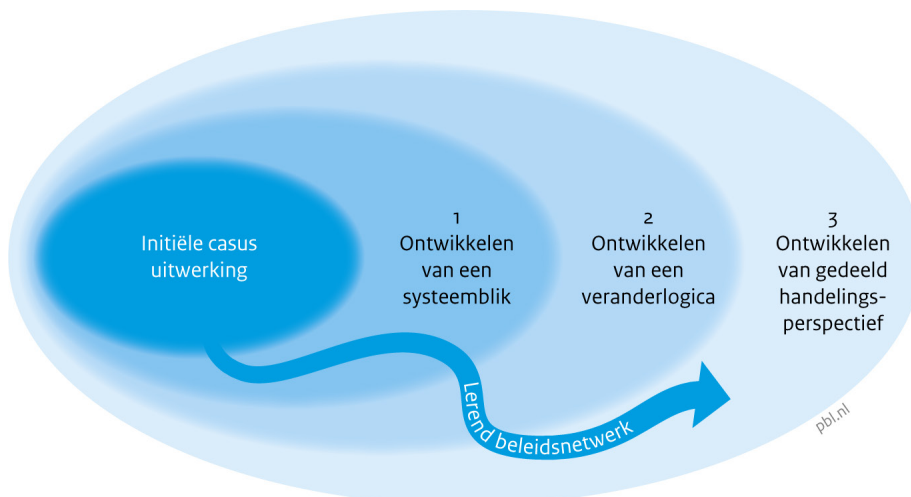 Initiële casus
uitwerking
1
Ontwikkelen
van een
systeemblik
2
Ontwikkelen
van een
veranderlogica
3
Ontwikkelen
van gedeeld
handelings-
perspectief
Lerend beleidsnetwerk
pbl.nl